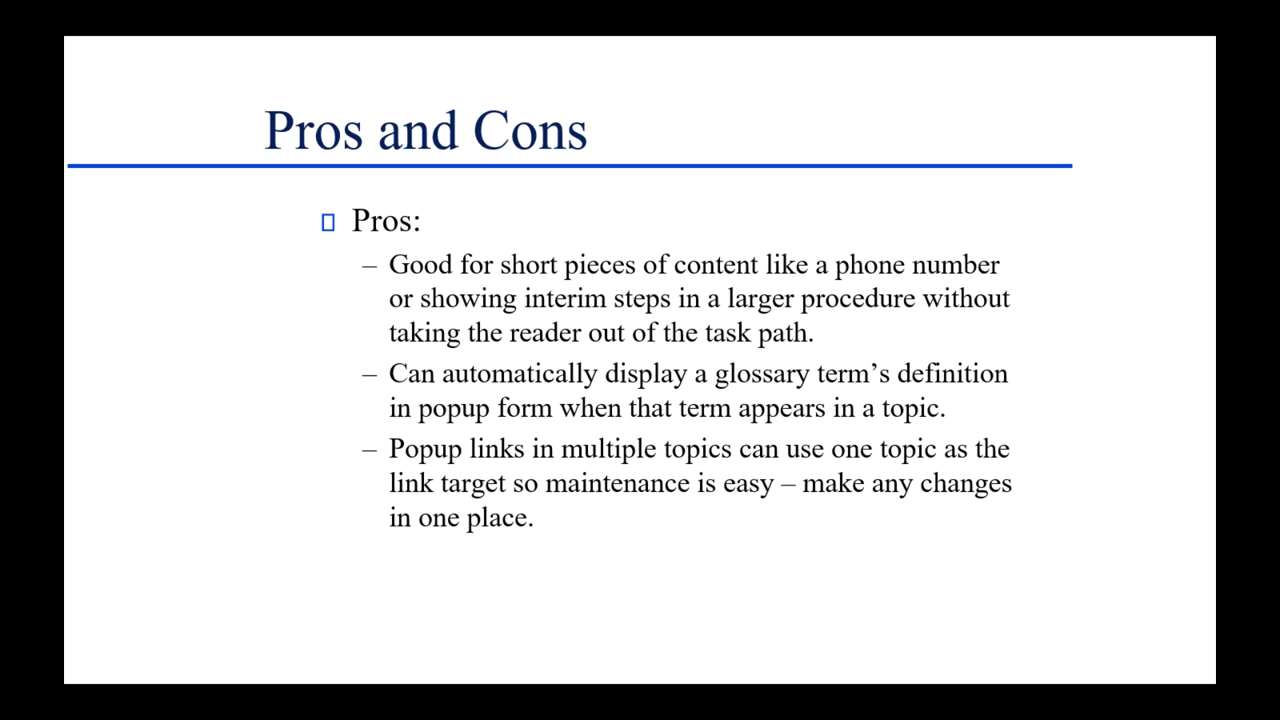 Pros and Cons
Pros:
– Good for short pieces of content like a phone number
or showing interim steps in a larger procedure without
taking the reader out of the task path.
– Can automatically display a glossary term’s definition
in popup form when that term appears in a topic.
– Popup links in multiple topics can use one topic as the
link target so maintenance is easy – make any changes
in one place.